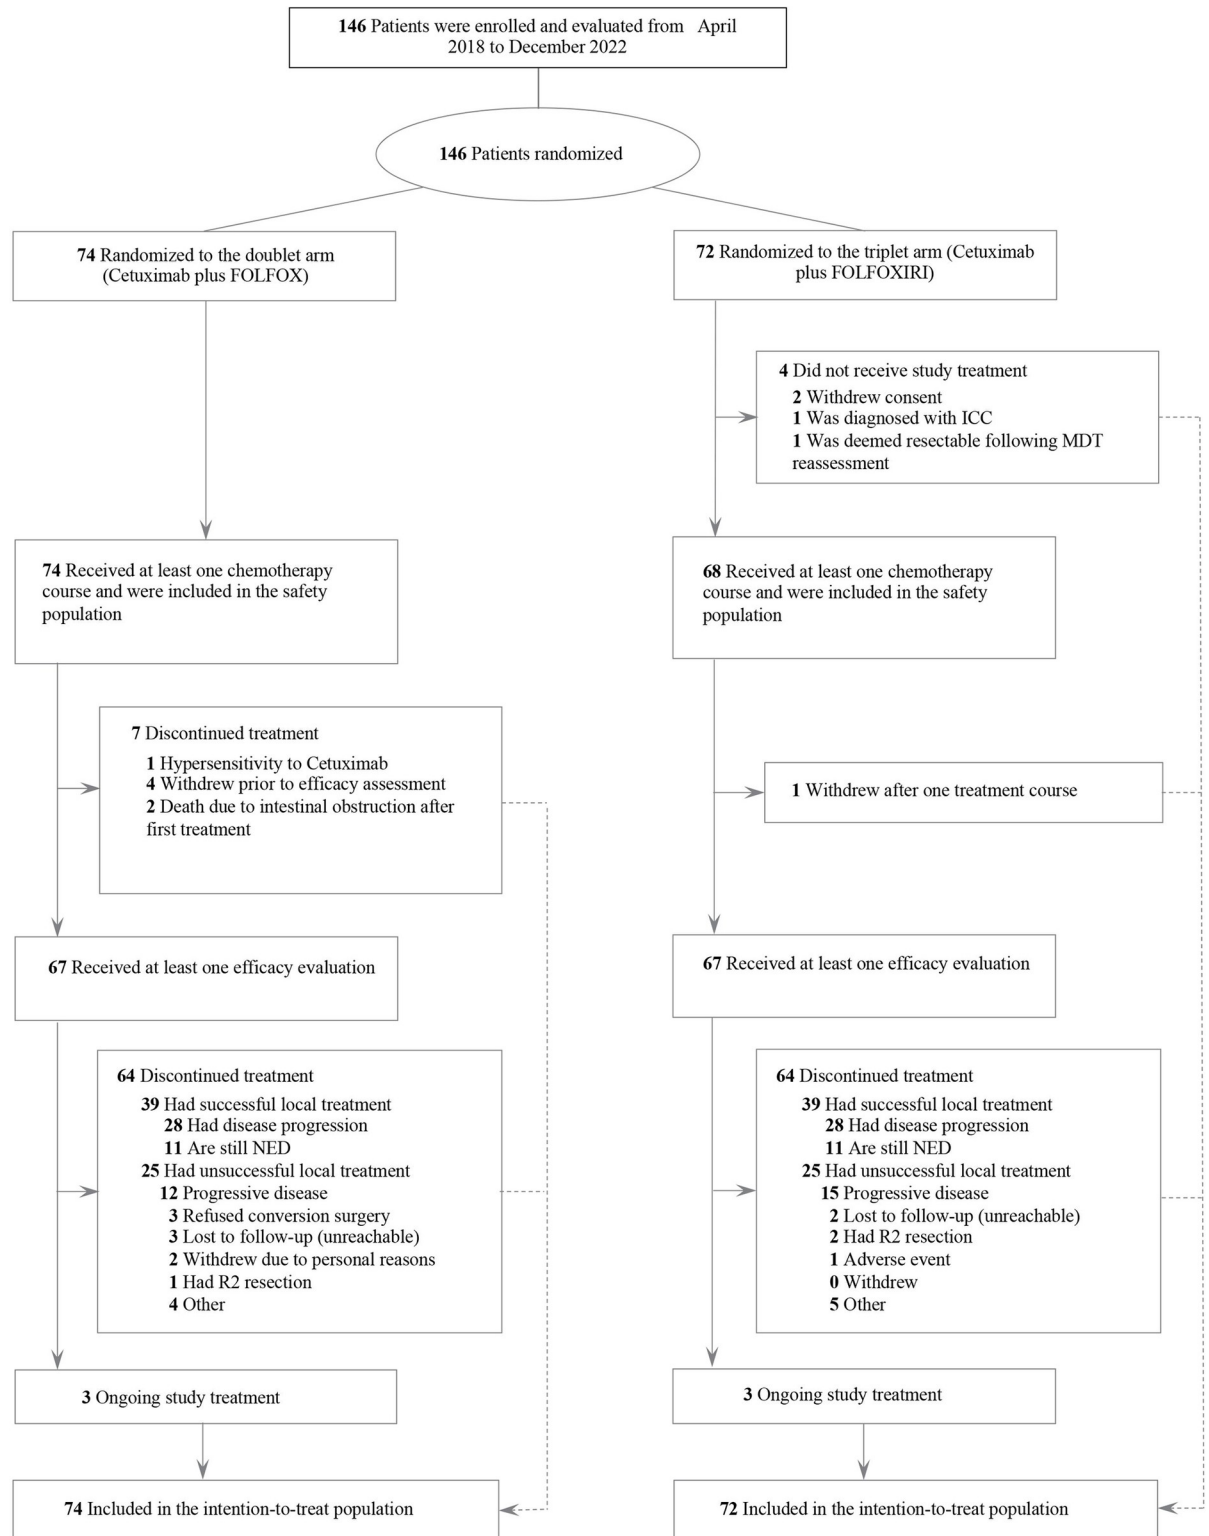 146 Patients were enrolled and evaluated from April
2018 to December 2022
146 Patients randomized
74 Randomized to the doublet arm
(Cetuximab plus FOLFOX)
72 Randomized to the triplet arm (Cetuximab
plus FOLFOXIRI)
4 Did not receive study treatment
2 Withdrew consent
1 Was diagnosed with ICC
1 Was deemed resectable following MDT
reassessment
74 Received at least one chemotherapy
course and were included in the safety
population
68 Received at least one chemotherapy
course and were included in the safety
population
7 Discontinued treatment
1 Hypersensitivity to Cetuximab
4 Withdrew prior to efficacy assessment
2 Death due to intestinal obstruction after
first treatment
1 Withdrew after one treatment course
67 Received at least one efficacy evaluation
67 Received at least one efficacy evaluation
64 Discontinued treatment
39 Had successful local treatment
28 Had disease progression
11 Are still NED
25 Had unsuccessful local treatment
12 Progressive disease
3 Refused conversion surgery
3 Lost to follow-up (unreachable)
2 Withdrew due to personal reasons
1 Had R2 resection
4 Other
64 Discontinued treatment
39 Had successful local treatment
28 Had disease progression
11 Are still NED
25 Had unsuccessful local treatment
15 Progressive disease
2 Lost to follow-up (unreachable)
2 Had R2 resection
1 Adverse event
0 Withdrew
5 Other
3 Ongoing study treatment
3 Ongoing study treatment
74 Included in the intention-to-treat population
72 Included in the intention-to-treat population